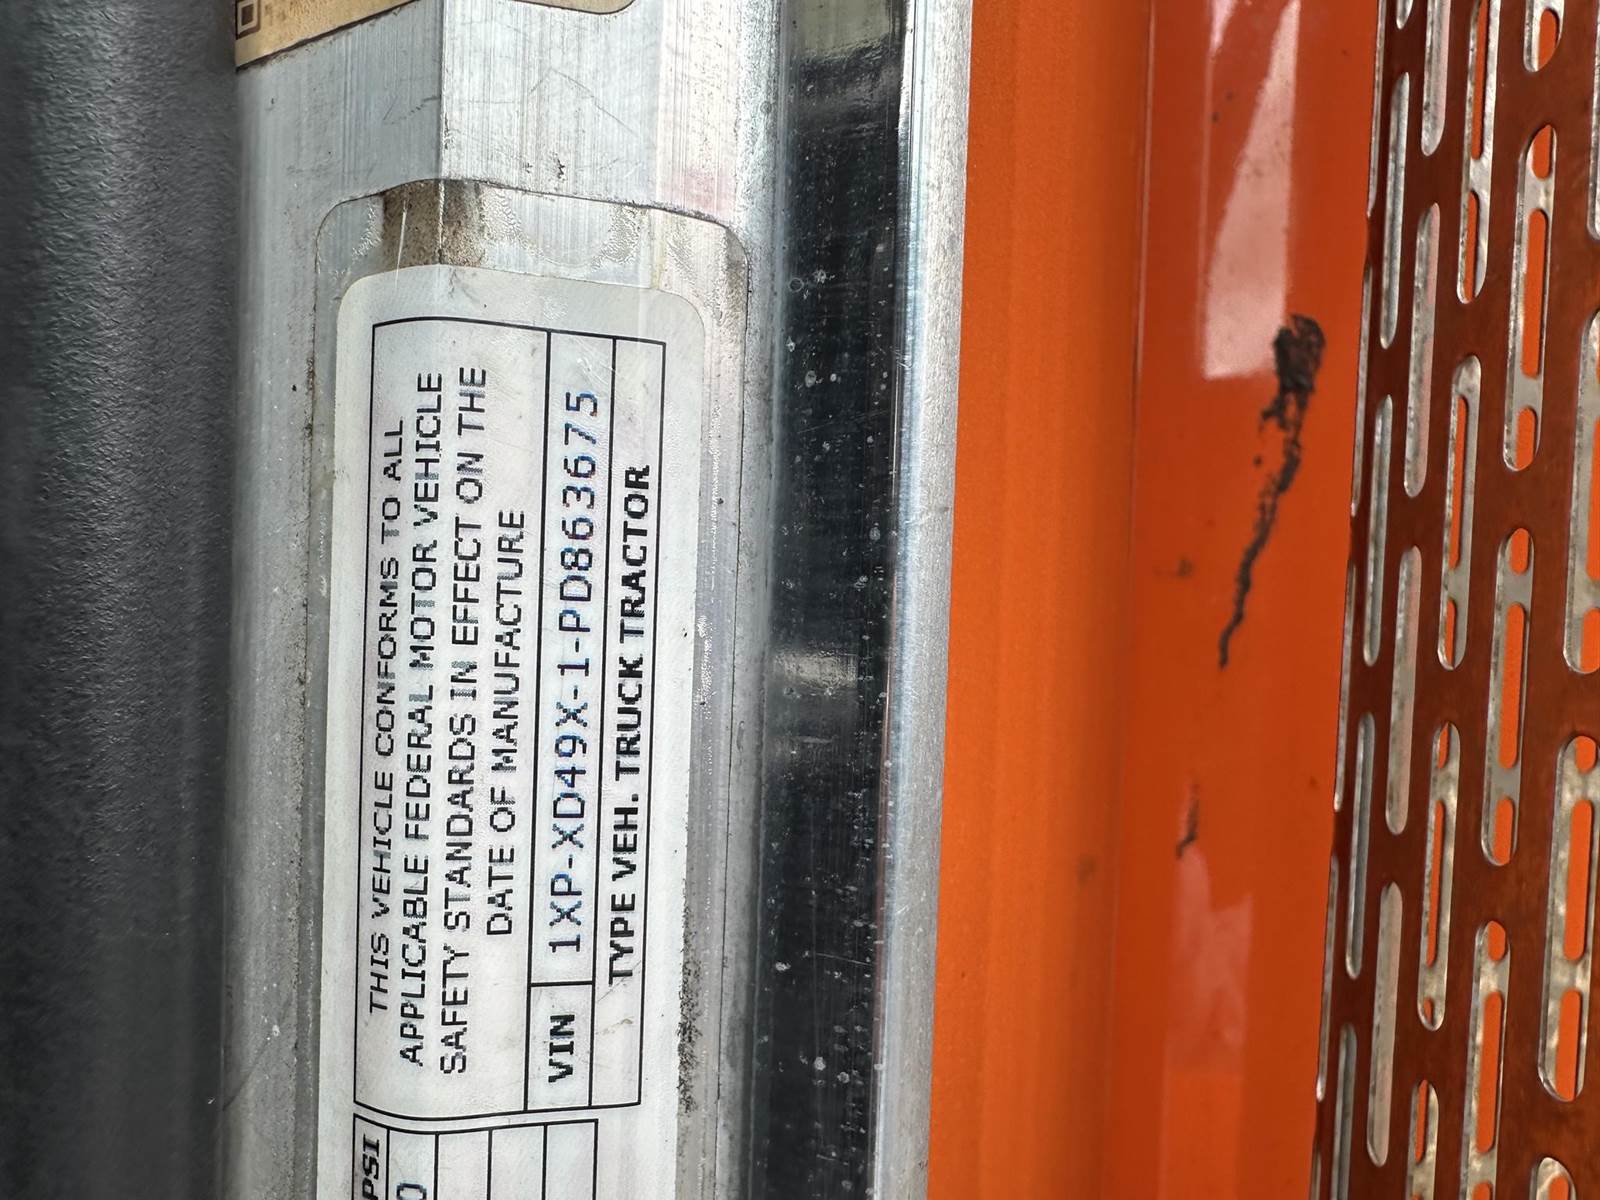 THIS VEHICLE CONFORMS TO ALL
APPLICABLE FEDERAL MOTOR VEHICLE
SAFETY STANDARDS IN EFFECT ON THE
DATE OF MANUFACTURE
VIN 1XP-XD49X-1-PD863675
TYPE VEH. TRUCK TRACTOR
PSI
0